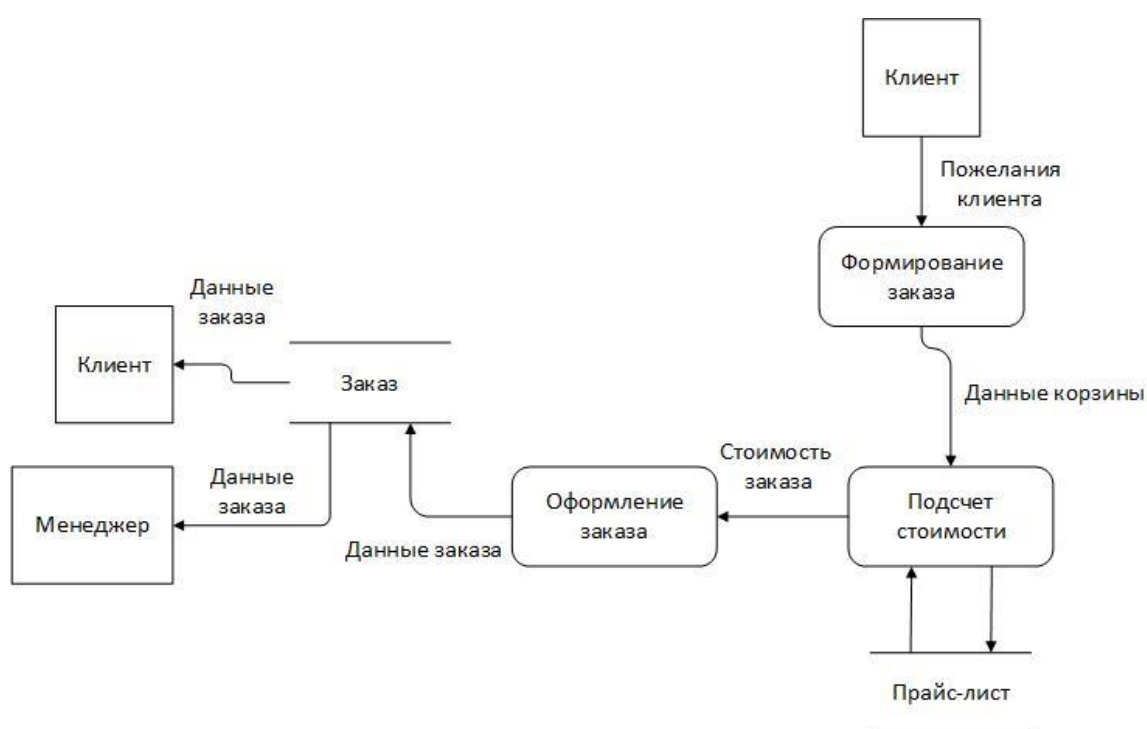 Клиент
Пожелания
клиента
Формирование
заказа
Данные
заказа
Клиент
Заказ
Данные корзины
Стоимость
заказа
Данные
заказа
Менеджер
Оформление
заказа
Подсчет
стоимости
Данные заказа
Прайс-лист